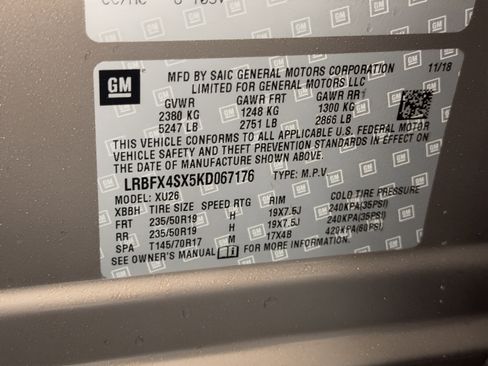 GM
MFD BY SAIC GENERAL MOTORS CORPORATION 11/18
LIMITED FOR GENERAL MOTORS LLC
GVWR GAWR FRT GAWR RR
2380 KG 1248 KG 1300 KG
5247 LB 2751 LB 2866 LB
THIS VEHICLE CONFORMS TO ALL APPLICABLE U.S. FEDERAL MOTOR
VEHICLE SAFETY AND THEFT PREVENTION STANDARDS IN EFFECT ON
THE DATE OF MANUFACTURE SHOWN ABOVE.
LRBFX4SX5KD067176 TYPE: M.P.V.
MODEL: XU26
XBBH TIRE SIZE SPEED RTG RIM COLD TIRE PRESSURE
FRT 235/50R19 H 19X7.5J 240KPA(35PSI)
RR 235/50R19 H 19X7.5J 240KPA(35PSI)
SPA T145/70R17 M 17X4B 420KPA(60PSI)
SEE OWNER'S MANUAL FOR MORE INFORMATION.